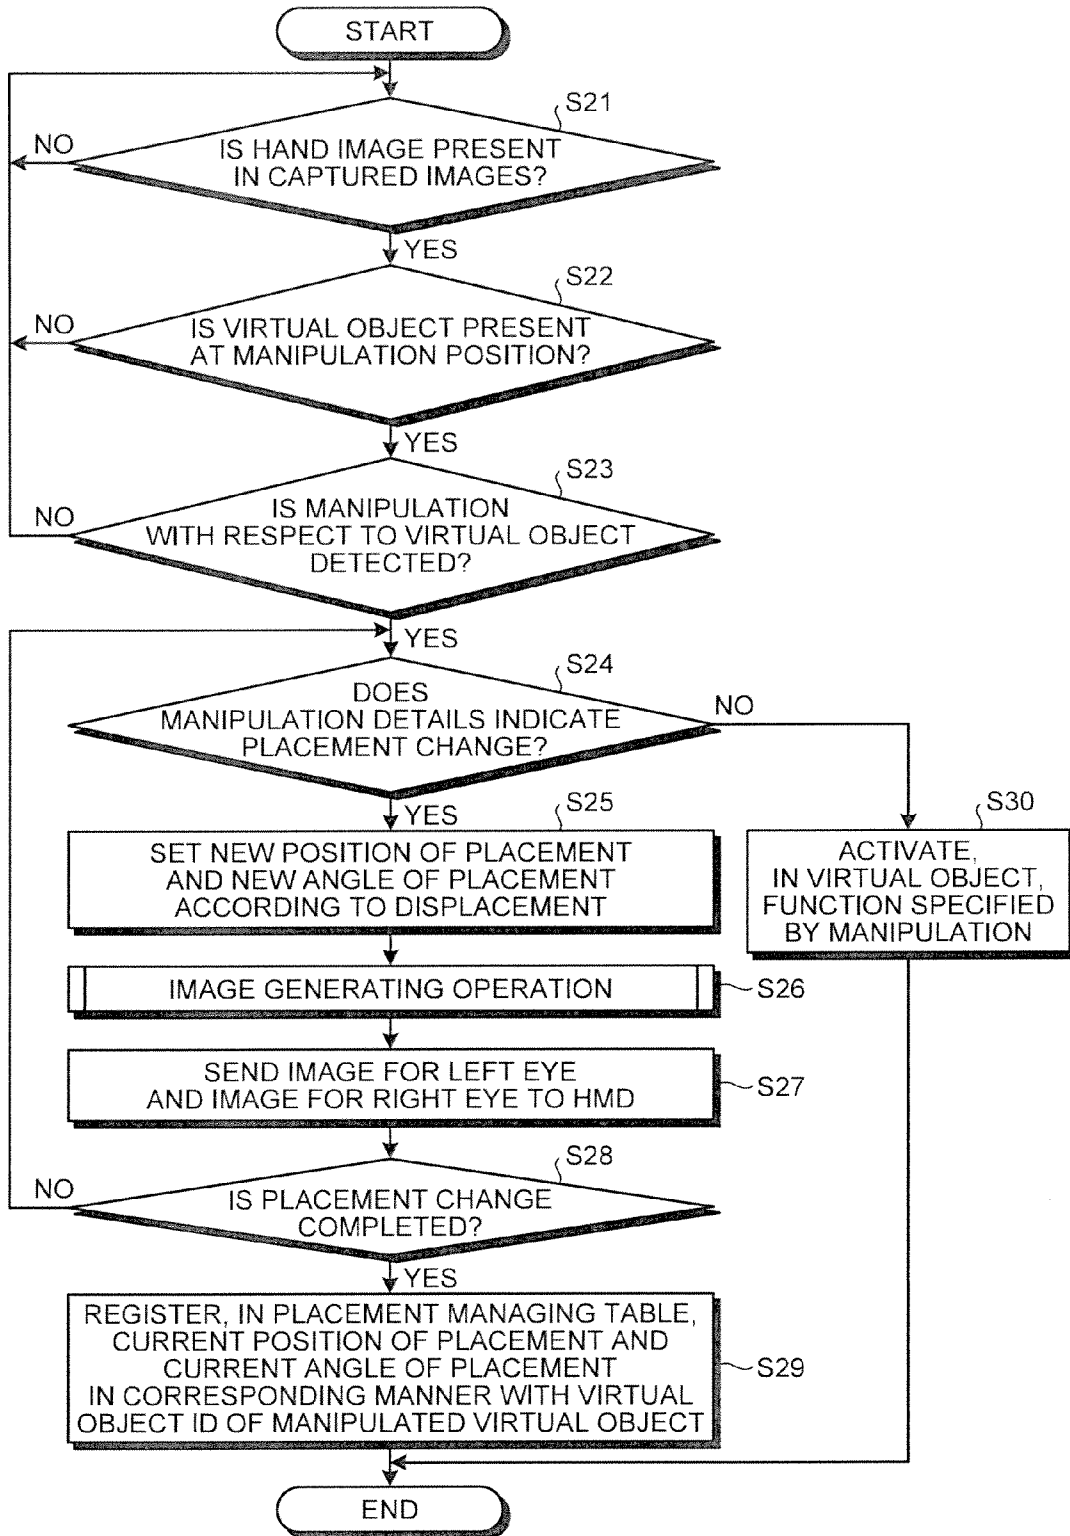 START
S21
NO
IS HAND IMAGE PRESENT
IN CAPTURED IMAGES?
YES
S22
NO
IS VIRTUAL OBJECT PRESENT
AT MANIPULATION POSITION?
YES
S23
NO
IS MANIPULATION
WITH RESPECT TO VIRTUAL OBJECT
DETECTED?
YES
S24
DOES
MANIPULATION DETAILS INDICATE
PLACEMENT CHANGE?
NO
YES
S25
SET NEW POSITION OF PLACEMENT
AND NEW ANGLE OF PLACEMENT
ACCORDING TO DISPLACEMENT
S30
ACTIVATE,
IN VIRTUAL OBJECT,
FUNCTION SPECIFIED
BY MANIPULATION
IMAGE GENERATING OPERATION
S26
SEND IMAGE FOR LEFT EYE
AND IMAGE FOR RIGHT EYE TO HMD
S27
S28
NO
IS PLACEMENT CHANGE
COMPLETED?
YES
REGISTER, IN PLACEMENT MANAGING TABLE,
CURRENT POSITION OF PLACEMENT AND
CURRENT ANGLE OF PLACEMENT
IN CORRESPONDING MANNER WITH VIRTUAL
OBJECT ID OF MANIPULATED VIRTUAL OBJECT
S29
END